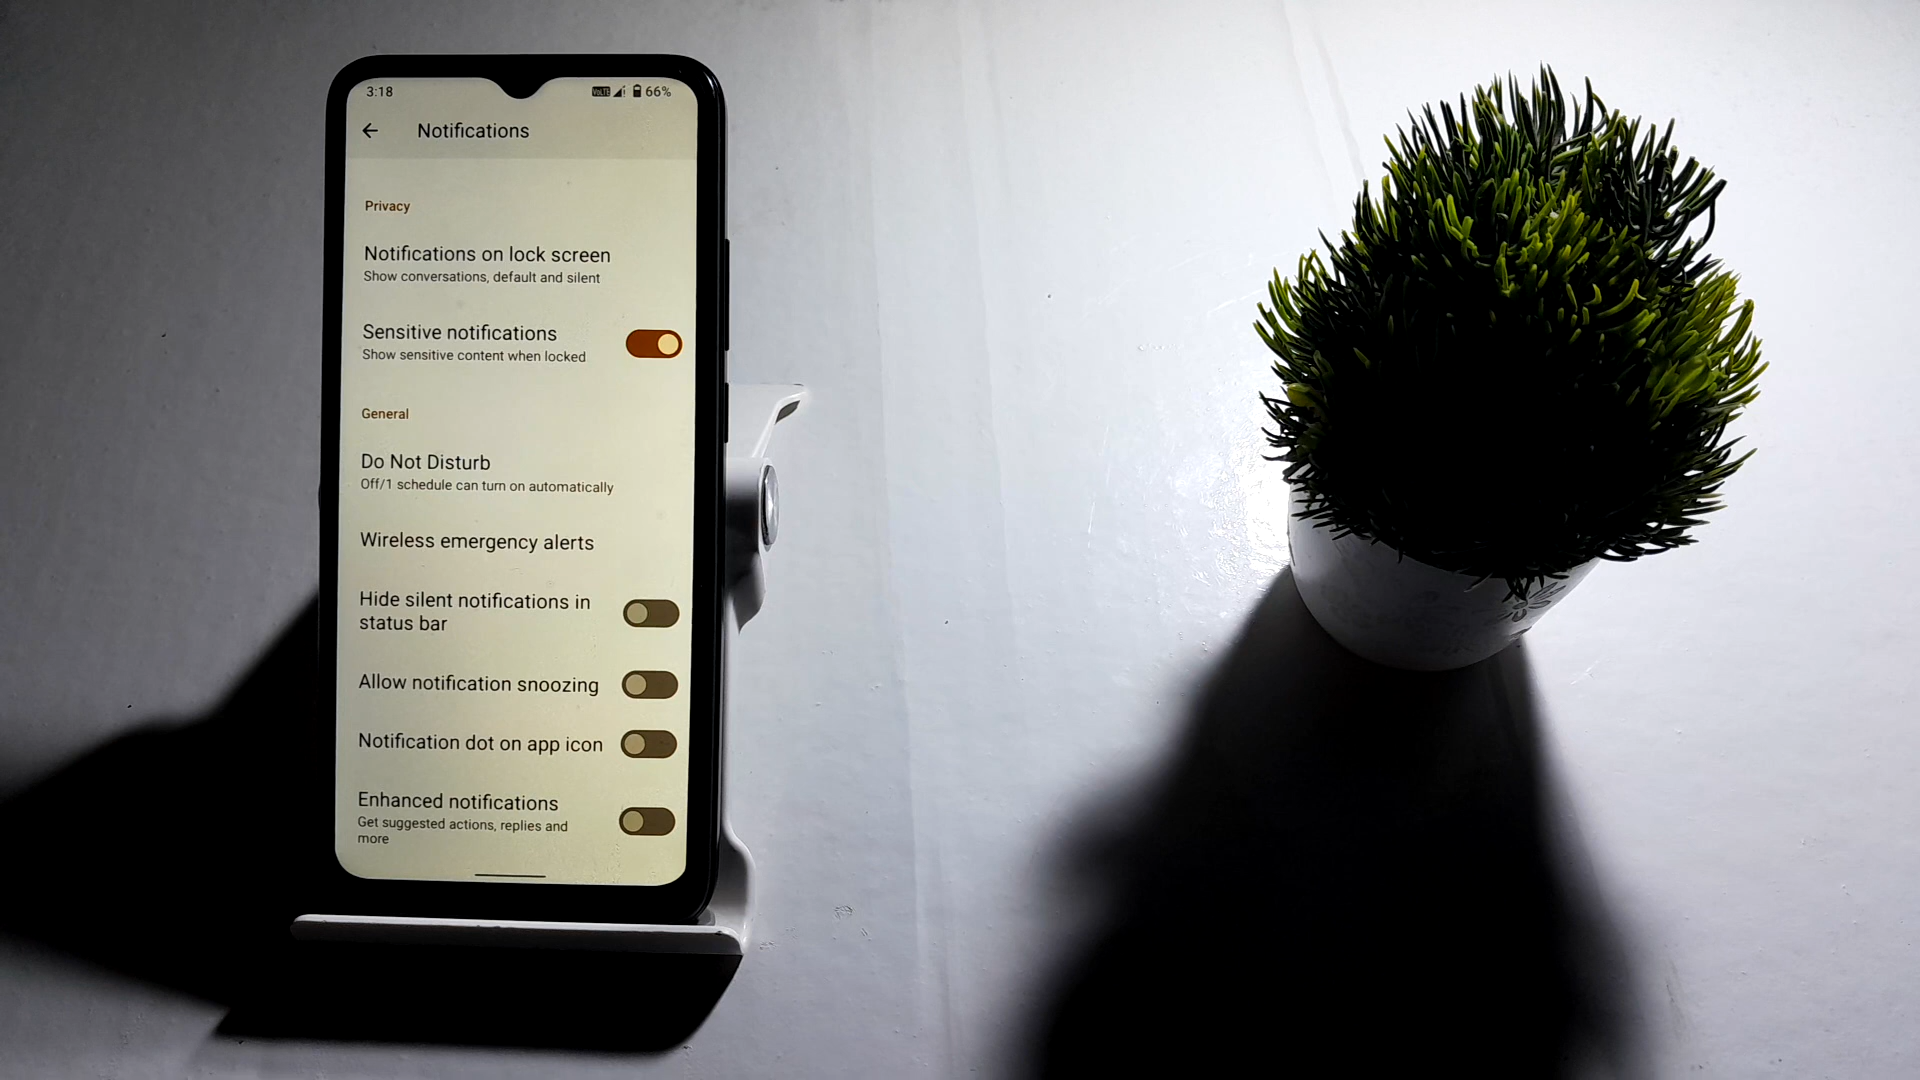 3:18
VoLTE
66%
Notifications
Privacy
Notifications on lock screen
Show conversations, default and silent
Sensitive notifications
Show sensitive content when locked
General
Do Not Disturb
Off/1 schedule can turn on automatically
Wireless emergency alerts
Hide silent notifications in
status bar
Allow notification snoozing
Notification dot on app icon
Enhanced notifications
Get suggested actions, replies and
more